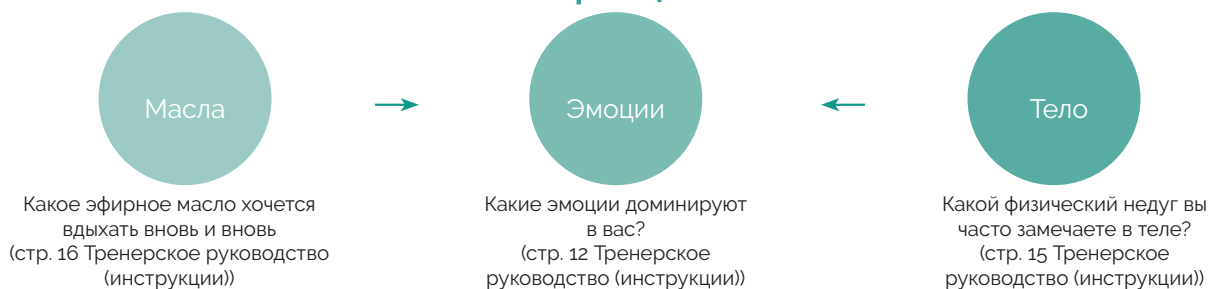 Масла
Эмоции
Тело
Какое эфирное масло хочется
вдыхать вновь и вновь
(стр. 16 Тренерское руководство
(инструкции))
Какие эмоции доминируют
в вас?
(стр. 12 Тренерское
руководство (инструкции))
Какой физический недуг вы
часто замечаете в теле?
(стр. 15 Тренерское
руководство (инструкции))